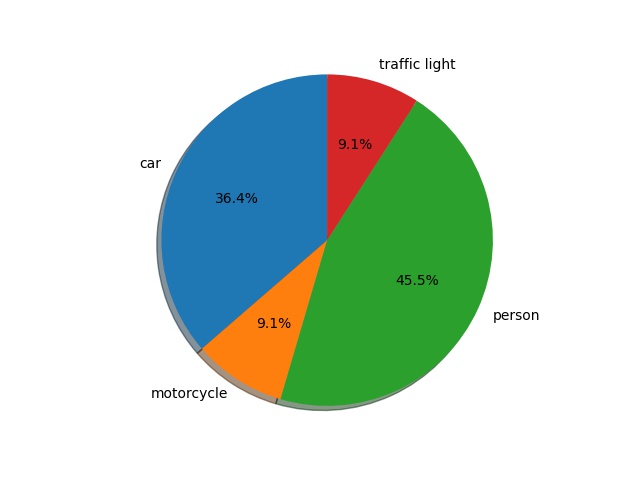 traffic light
9.1%
car
36.4%
45.5%
person
9.1%
motorcycle